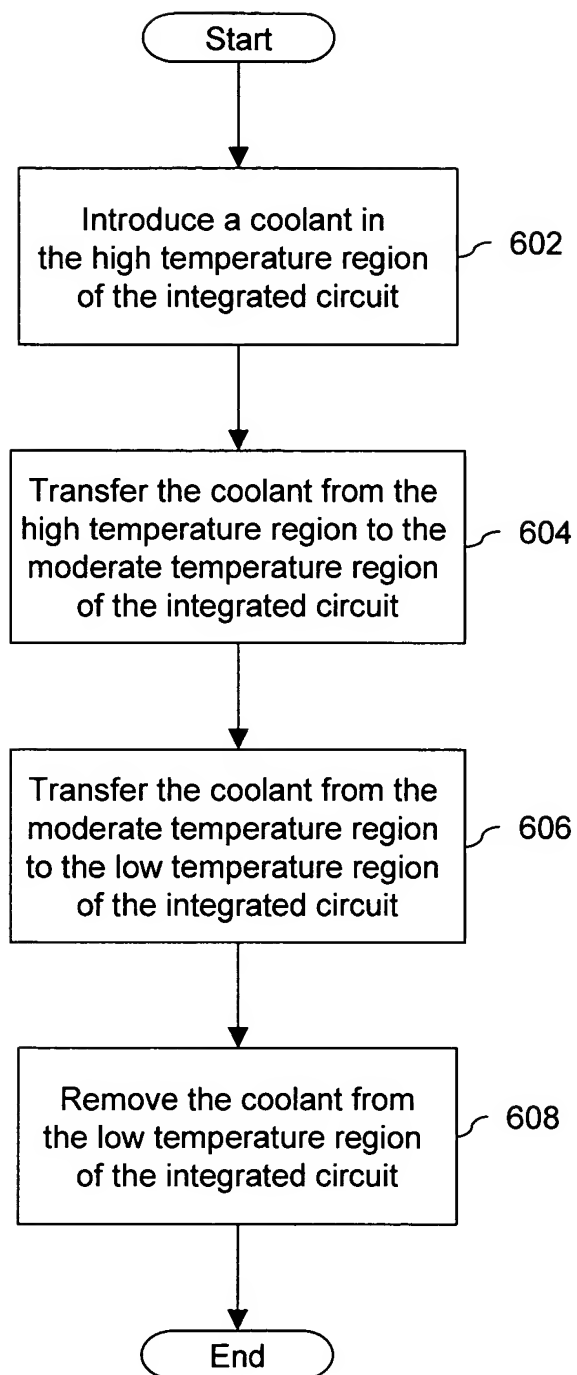 Start
Introduce a coolant in
the high temperature region
of the integrated circuit
602
Transfer the coolant from the
high temperature region to the
moderate temperature region
of the integrated circuit
604
Transfer the coolant from the
moderate temperature region
to the low temperature region
of the integrated circuit
606
Remove the coolant from
the low temperature region
of the integrated circuit
608
End